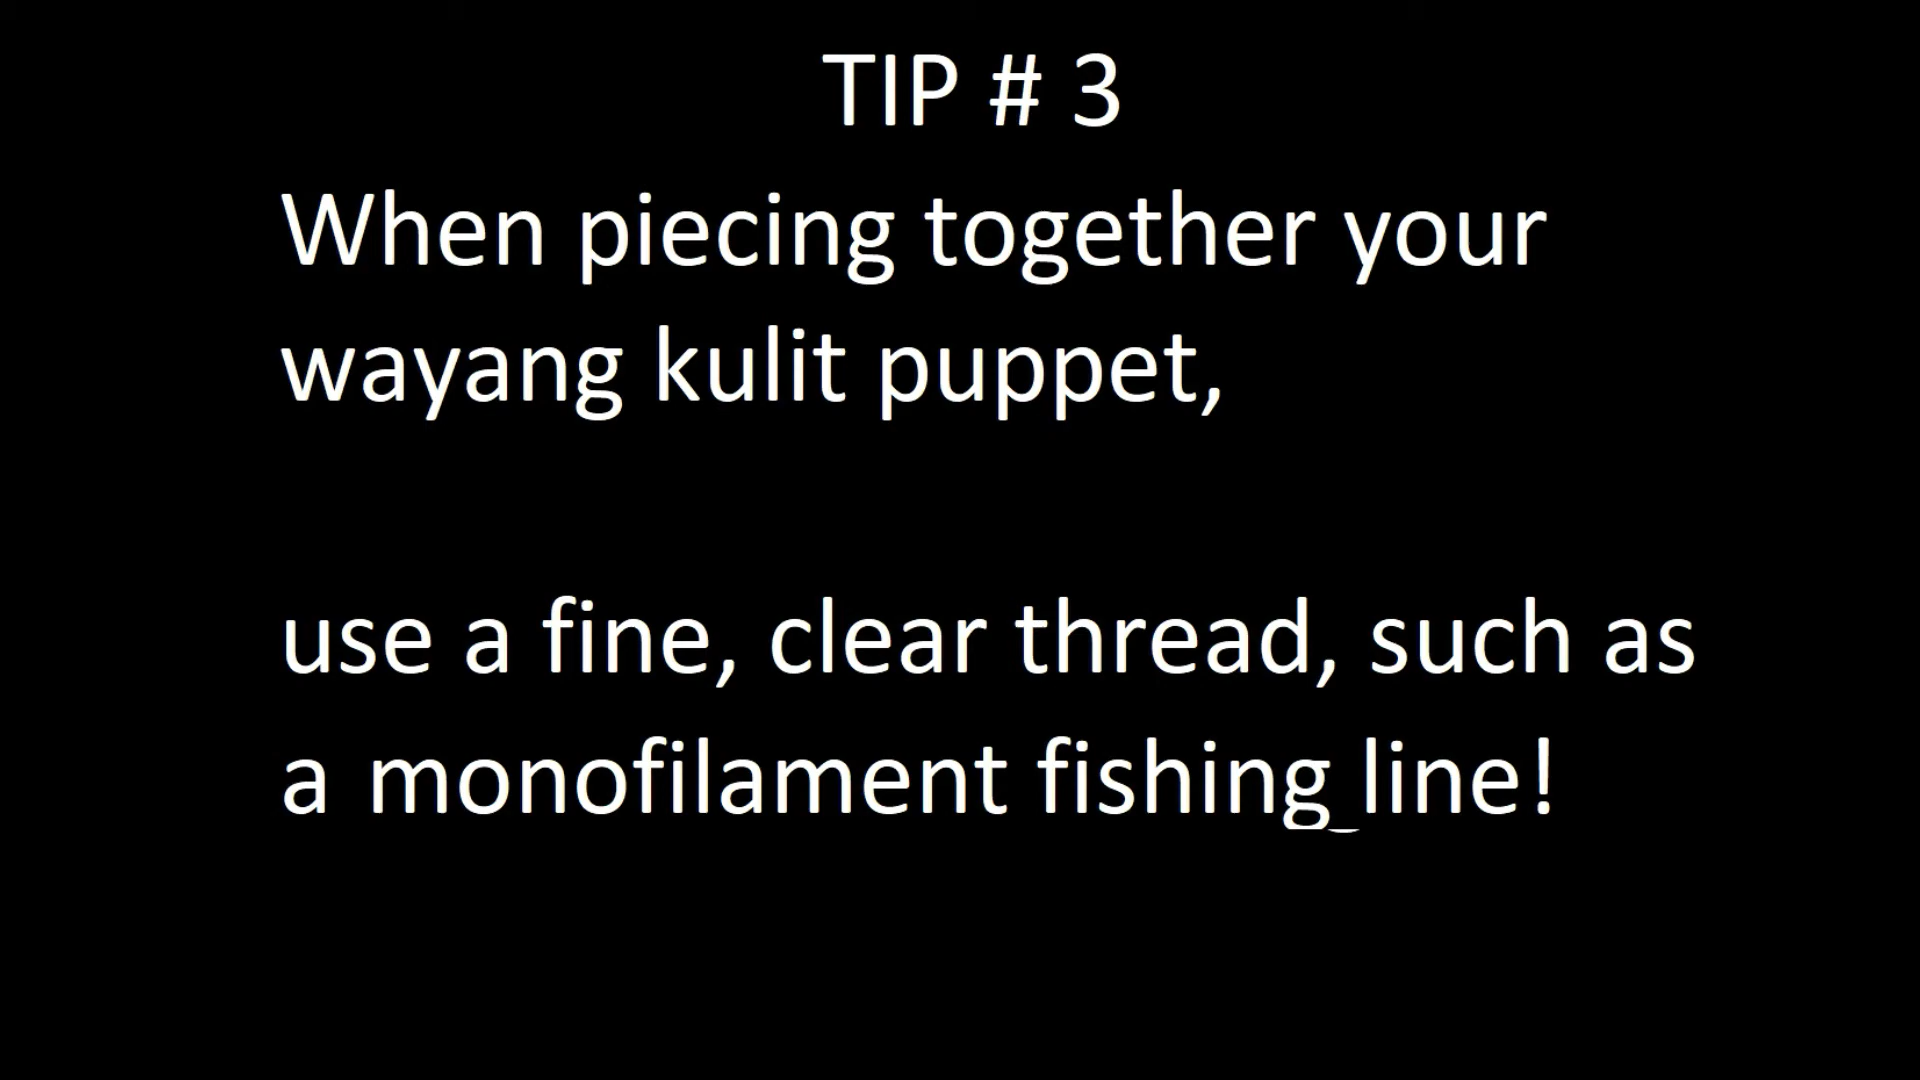 TIP # 3
When piecing together your
wayang kulit puppet,
use a fine, clear thread, such as
a monofilament fishing line!